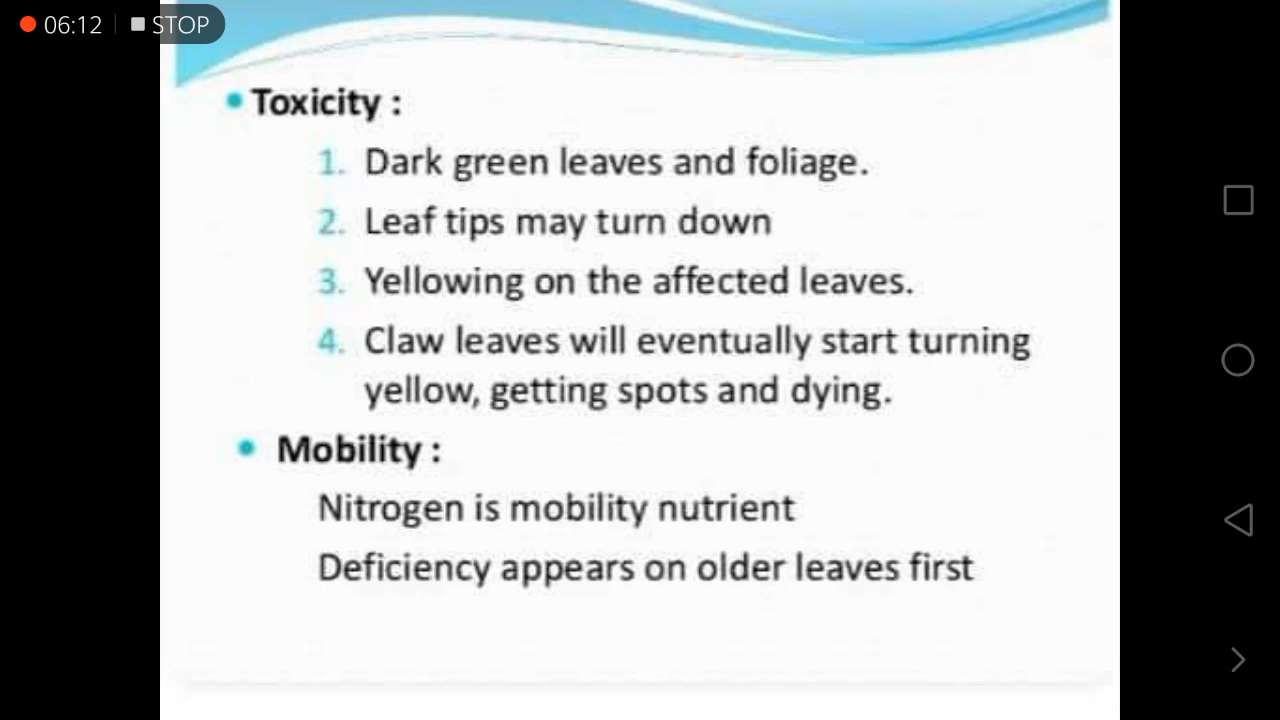 06:12 STOP
• Toxicity :
1. Dark green leaves and foliage.
2. Leaf tips may turn down
3. Yellowing on the affected leaves.
4. Claw leaves will eventually start turning
yellow, getting spots and dying.
• Mobility :
Nitrogen is mobility nutrient
Deficiency appears on older leaves first